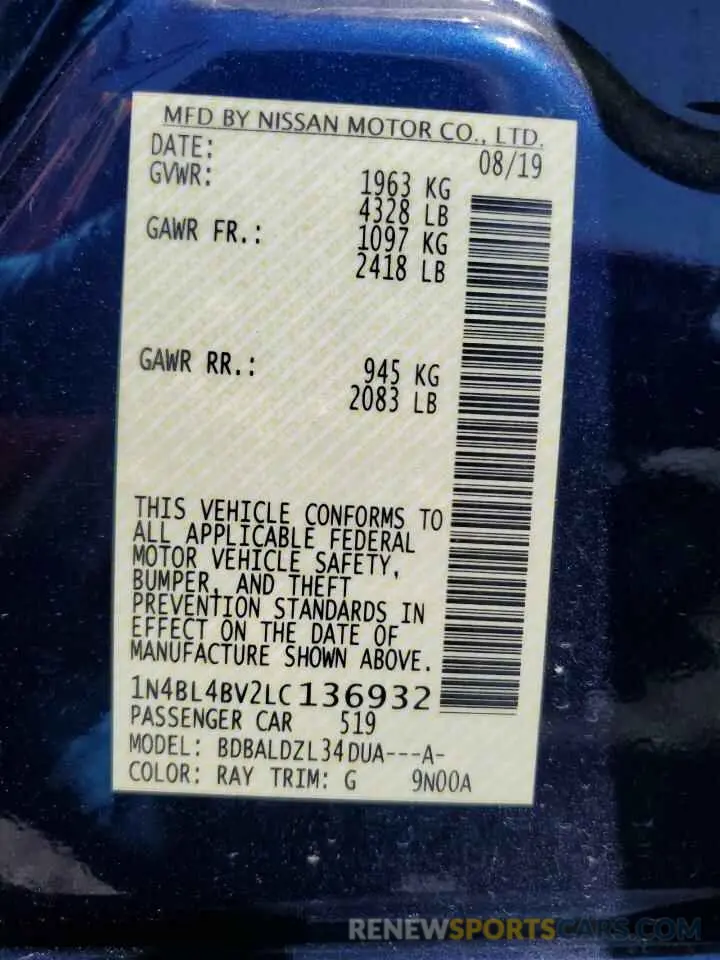 MFD BY NISSAN MOTOR CO., LTD.
DATE: 08/19
GVWR: 1963 KG
4328 LB
GAWR FR.: 1097 KG
2418 LB
GAWR RR.: 945 KG
2083 LB
THIS VEHICLE CONFORMS TO
ALL APPLICABLE FEDERAL
MOTOR VEHICLE SAFETY,
BUMPER, AND THEFT
PREVENTION STANDARDS IN
EFFECT ON THE DATE OF
MANUFACTURE SHOWN ABOVE.
1N4BL4BV2LC136932
PASSENGER CAR 519
MODEL: BDBALDZL34DUA---A-
COLOR: RAY TRIM: G 9N00A
RENEWSPORTSCARS.COM